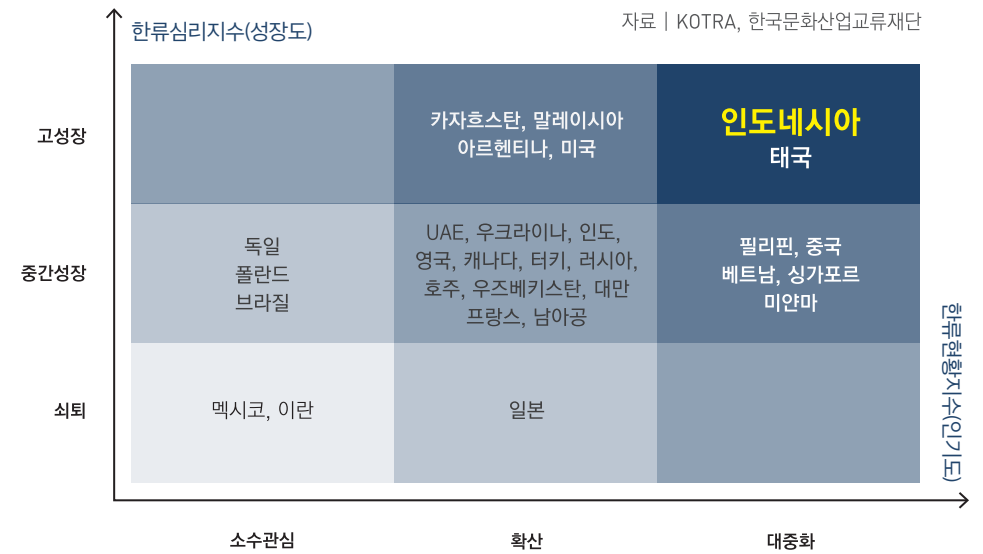 한류심리지수(성장도)
자료 | KOTRA, 한국문화산업교류재단
고성장
카자흐스탄, 말레이시아
아르헨티나, 미국
인도네시아
태국
중간성장
독일
폴란드
브라질
UAE, 우크라이나, 인도,
영국, 캐나다, 터키, 러시아,
호주, 우즈베키스탄, 대만
프랑스, 남아공
필리핀, 중국
베트남, 싱가포르
미얀마
쇠퇴
멕시코, 이란
일본
한류현황지수(인기도)
소수관심
확산
대중화